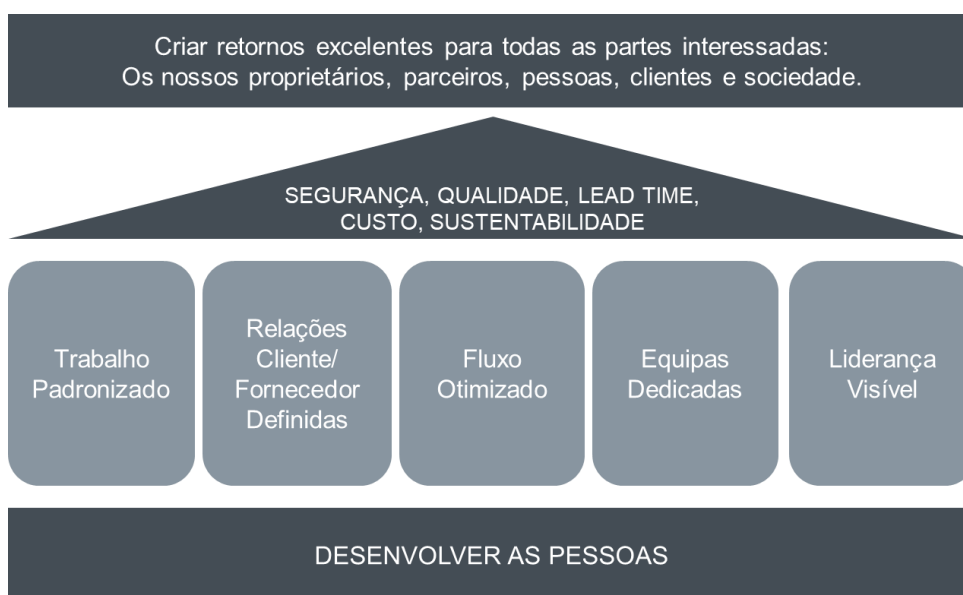 Criar retornos excelentes para todas as partes interessadas:
Os nossos proprietários, parceiros, pessoas, clientes e sociedade.
SEGURANÇA, QUALIDADE, LEAD TIME,
CUSTO, SUSTENTABILIDADE
Trabalho
Padronizado
Relações
Cliente/
Fornecedor
Definidas
Fluxo
Otimizado
Equipas
Dedicadas
Liderança
Visível
DESENVOLVER AS PESSOAS